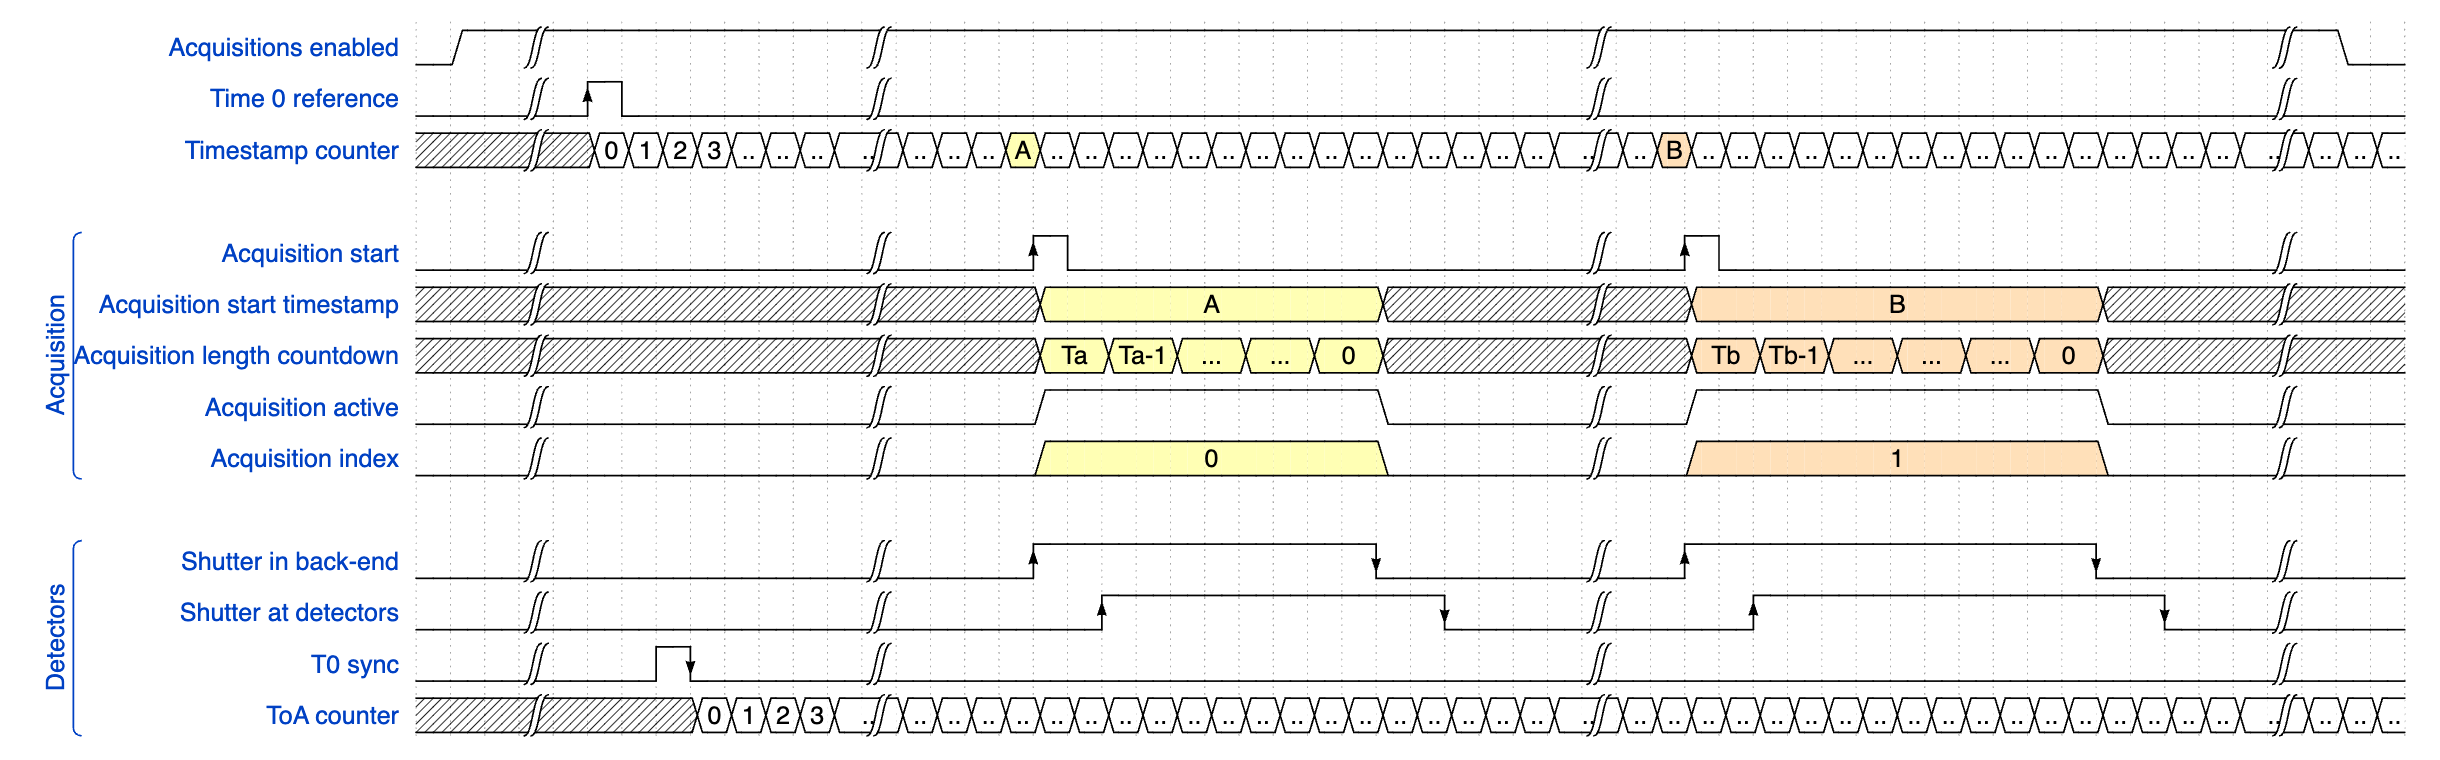 Acquisitions enabled
Time 0 reference
Timestamp counter 0 1 2 3 .. .. .. .. .. .. .. A .. .. .. .. .. .. .. .. .. .. .. .. .. .. .. .. .. B .. .. .. .. .. .. .. .. .. .. .. .. .. .. .. .. .. .. .. ..
Acquisition
Acquisition start
Acquisition start timestamp A B
Acquisition length countdown Ta Ta-1 ... ... 0 Tb Tb-1 ... ... ... 0
Acquisition active
Acquisition index 0 1
Detectors
Shutter in back-end
Shutter at detectors
T0 sync
ToA counter 0 1 2 3 .. .. .. .. .. .. .. .. .. .. .. .. .. .. .. .. .. .. .. .. .. .. .. .. .. .. .. .. .. .. .. .. .. .. .. .. .. .. .. .. .. .. ..